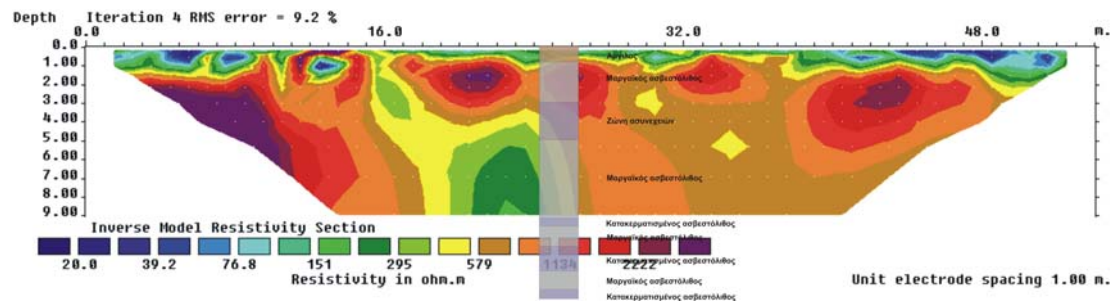 Depth Iteration 4 RMS error = 9.2 %
0.0 16.0 32.0 48.0 m.
0.0
1.00
2.00
3.00
4.00
5.00
6.00
7.00
8.00
9.00
Άργιλος
Μαργαϊκός ασβεστόλιθος
Ζώνη ασυνεχειών
Μαργαϊκός ασβεστόλιθος
Κατακερματισμένος ασβεστόλιθος
Μαργαϊκός ασβεστόλιθος
Κατακερματισμένος ασβεστόλιθος
Μαργαϊκός ασβεστόλιθος
Κατακερματισμένος ασβεστόλιθος
Inverse Model Resistivity Section
20.0 39.2 76.8 151 295 579 1134 2222
Resistivity in ohm.m
Unit electrode spacing 1.00 m.